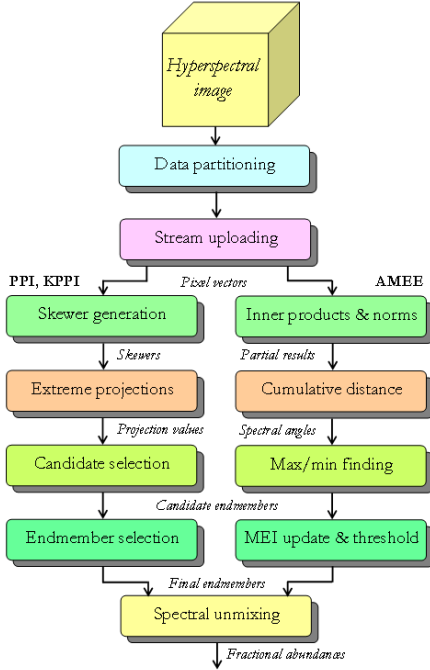 Hyperspectral
image
Data partitioning
Stream uploading
PPI, KPPI
Pixel vectors
AMEE
Skewer generation
Inner products & norms
Skewers
Partial results
Extreme projections
Cumulative distance
Projection values
Spectral angles
Candidate selection
Max/min finding
Candidate endmembers
Endmember selection
MEI update & threshold
Final endmembers
Spectral unmixing
Fractional abundances